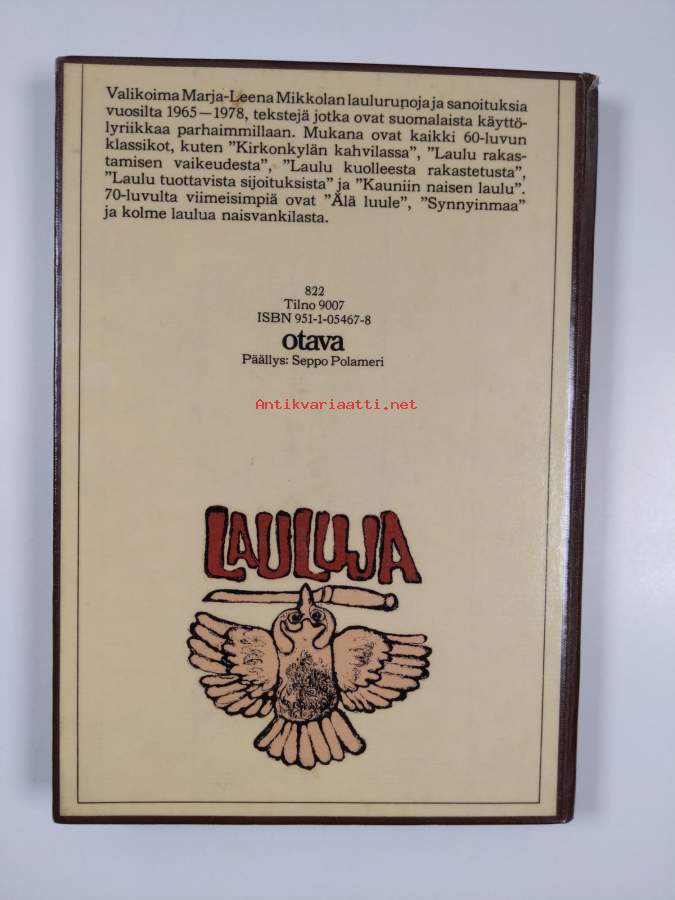 Valikoima Marja-Leena Mikkolan laulurunoja ja sanoituksia
vuosilta 1965—1978, tekstejä jotka ovat suomalaista käyttö-
lyriikkaa parhaimmillaan. Mukana ovat kaikki 60-luvun
klassikot, kuten ”Kirkonkylän kahvilassa”, ”Laulu rakas-
tamisen vaikeudesta”, ”Laulu kuolleesta rakastetusta”,
”Laulu tuottavista sijoituksista” ja ”Kauniin naisen laulu”.
70-luvulta viimeisimpiä ovat ”Älä luule”, ”Synnyinmaa”
ja kolme laulua naisvankilasta.
822
Tilno 9007
ISBN 951-1-05467-8
otava
Päällys: Seppo Polameri
Antikvariaatti.net
LAULUJA